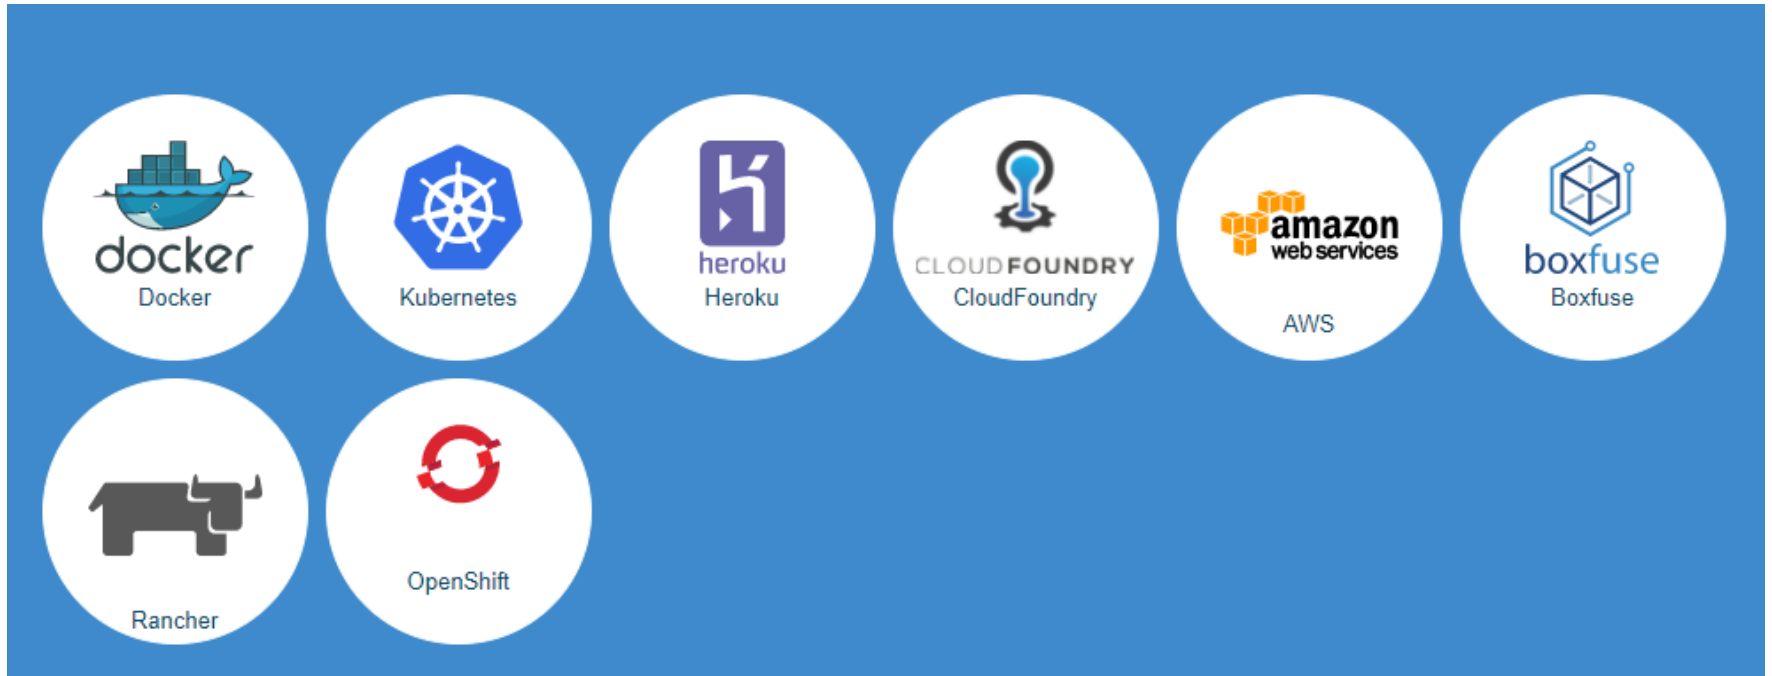 docker
Docker
Kubernetes
heroku
Heroku
CLOUDFOUNDRY
CloudFoundry
amazon
web services
AWS
boxfuse
Boxfuse
Rancher
OpenShift